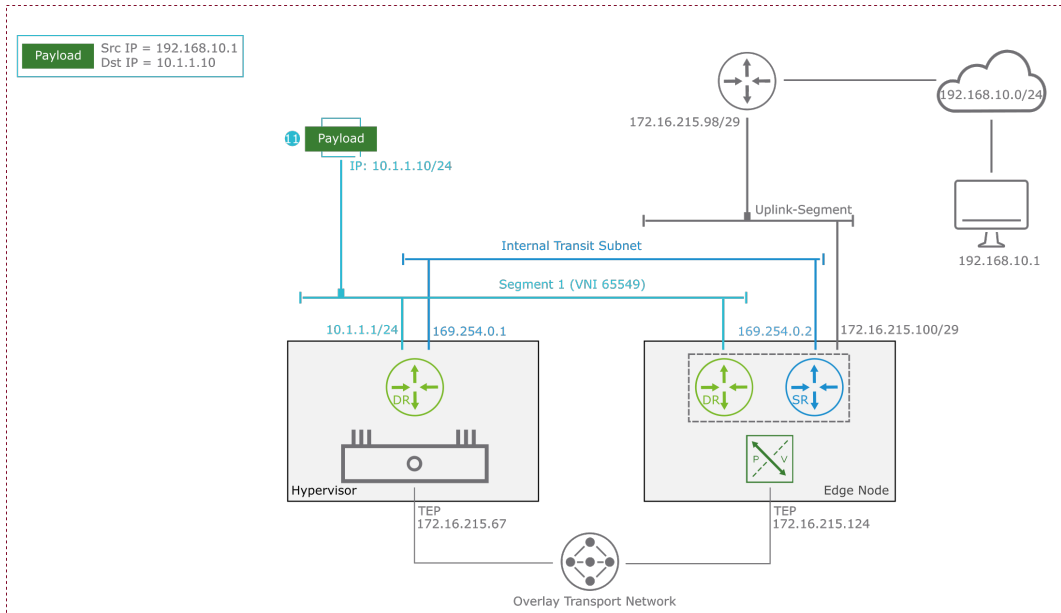 Payload
Src IP = 192.168.10.1
Dst IP = 10.1.1.10
192.168.10.0/24
172.16.215.98/29
11
Payload
IP: 10.1.1.10/24
Uplink-Segment
192.168.10.1
Internal Transit Subnet
Segment 1 (VNI 65549)
10.1.1.1/24
169.254.0.1
169.254.0.2
172.16.215.100/29
DR
DR
SR
P
V
Hypervisor
Edge Node
TEP
172.16.215.67
TEP
172.16.215.124
Overlay Transport Network